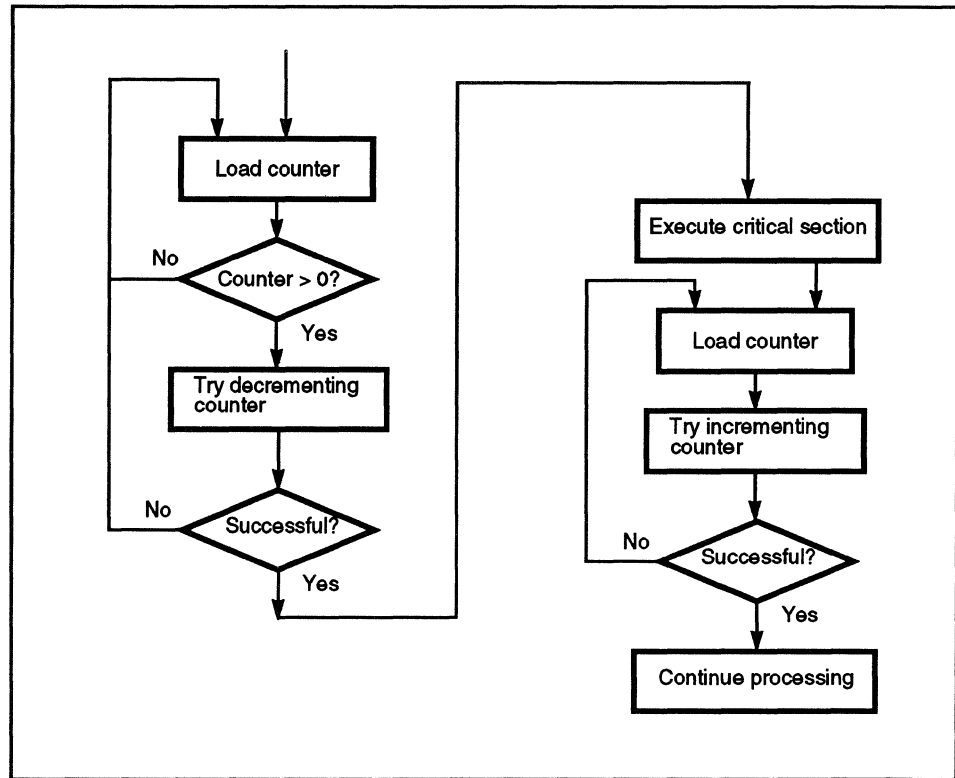 Load counter
No
Counter > 0?
Yes
Try decrementing
counter
No
Successful?
Yes
Execute critical section
Load counter
Try incrementing
counter
No
Successful?
Yes
Continue processing